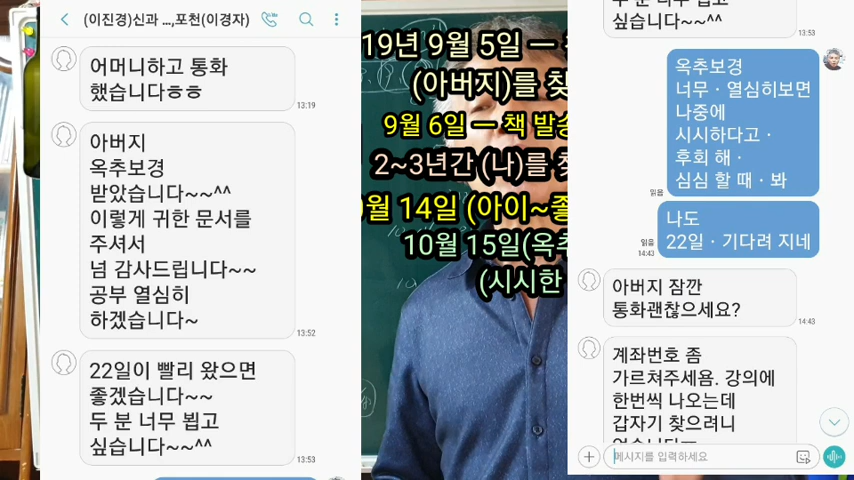 (이진경)신과 ...,포천(이경자)
어머니하고 통화
했습니다ㅎㅎ
13:19
아버지
옥추보경
받았습니다~~^^
이렇게 귀한 문서를
주셔서
넘 감사드립니다~~
공부 열심히
하겠습니다~
13:52
22일이 빨리 왔으면
좋겠습니다~~
두 분 너무 뵙고
싶습니다~~^^
13:53
19년 9월 5일 ㅡ
(아버지)를 찾
9월 6일 ㅡ 책 발송
2~3년간 (나)를
월 14일 (아이~좋
10월 15일(옥추
(시시한
두 분 너무 뵙고
싶습니다~~^^
13:53
옥추보경
너무 · 열심히보면
나중에
시시하다고 ·
후회 해 ·
심심 할 때 · 봐
읽음
나도
22일 · 기다려 지네
읽음
14:43
아버지 잠깐
통화괜찮으세요?
14:43
계좌번호 좀
가르쳐주세욤. 강의에
한번씩 나오는데
갑자기 찾으려니
메시지를 입력하세요